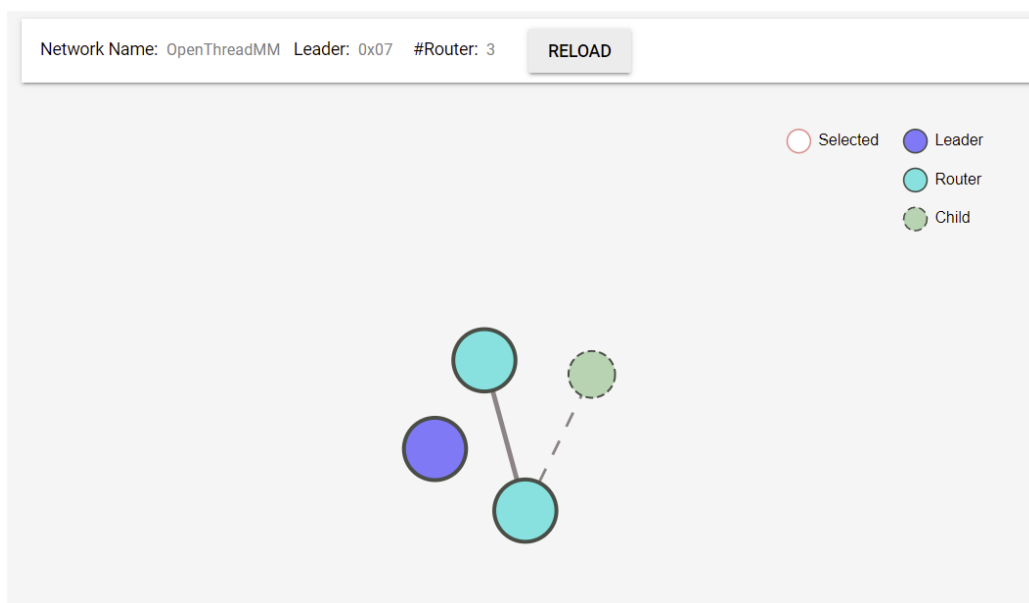 Network Name: OpenThreadMM Leader: 0x07 #Router: 3 RELOAD
Selected Leader
Router
Child